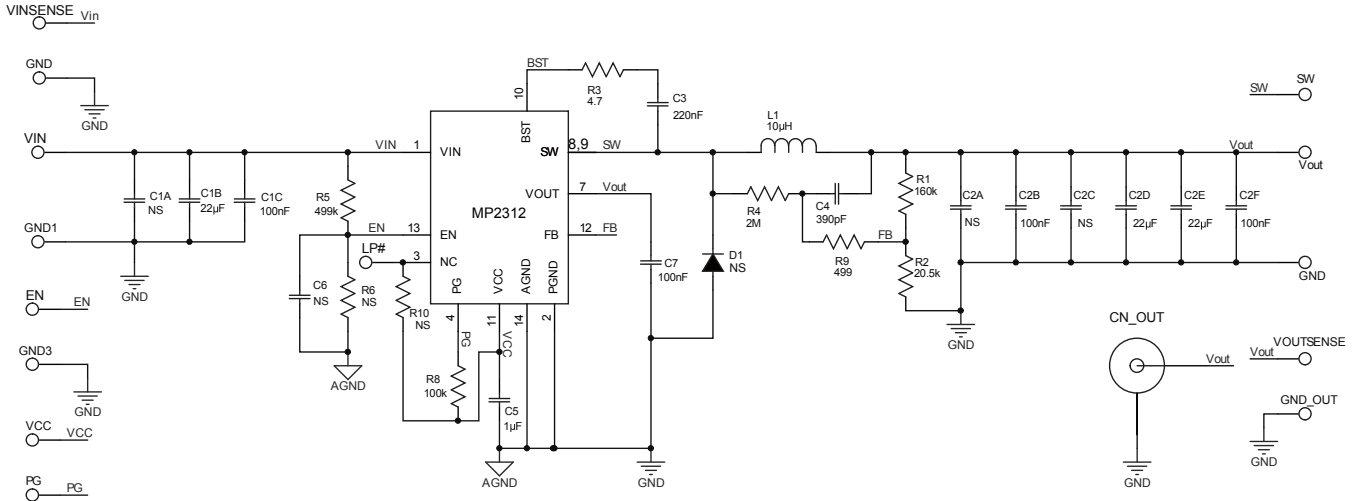 VINSENSE
Vin
GND
GND
VIN
GND1
GND
EN
EN
GND3
GND
VCC
VCC
PG
PG
C1A
NS
C1B
22µF
C1C
100nF
VIN
1
R5
499k
EN
13
LP#
3
C6
NS
R6
NS
AGND
R10
NS
BST
R3
4.7
C3
220nF
10
BST
VIN
SW
8,9
SW
VOUT
7
Vout
MP2312
FB
12
FB
EN
NC
PG
VCC
AGND
PGND
4
11
14
2
PG
VCC
R8
100k
C5
1µF
AGND
GND
C7
100nF
D1
NS
L1
10µH
R4
2M
C4
390pF
R9
499
FB
R1
160k
R2
20.5k
GND
C2A
NS
C2B
100nF
C2C
NS
C2D
22µF
C2E
22µF
C2F
100nF
SW
SW
Vout
Vout
GND
CN_OUT
Vout
GND
VOUTSENSE
Vout
GND_OUT
GND